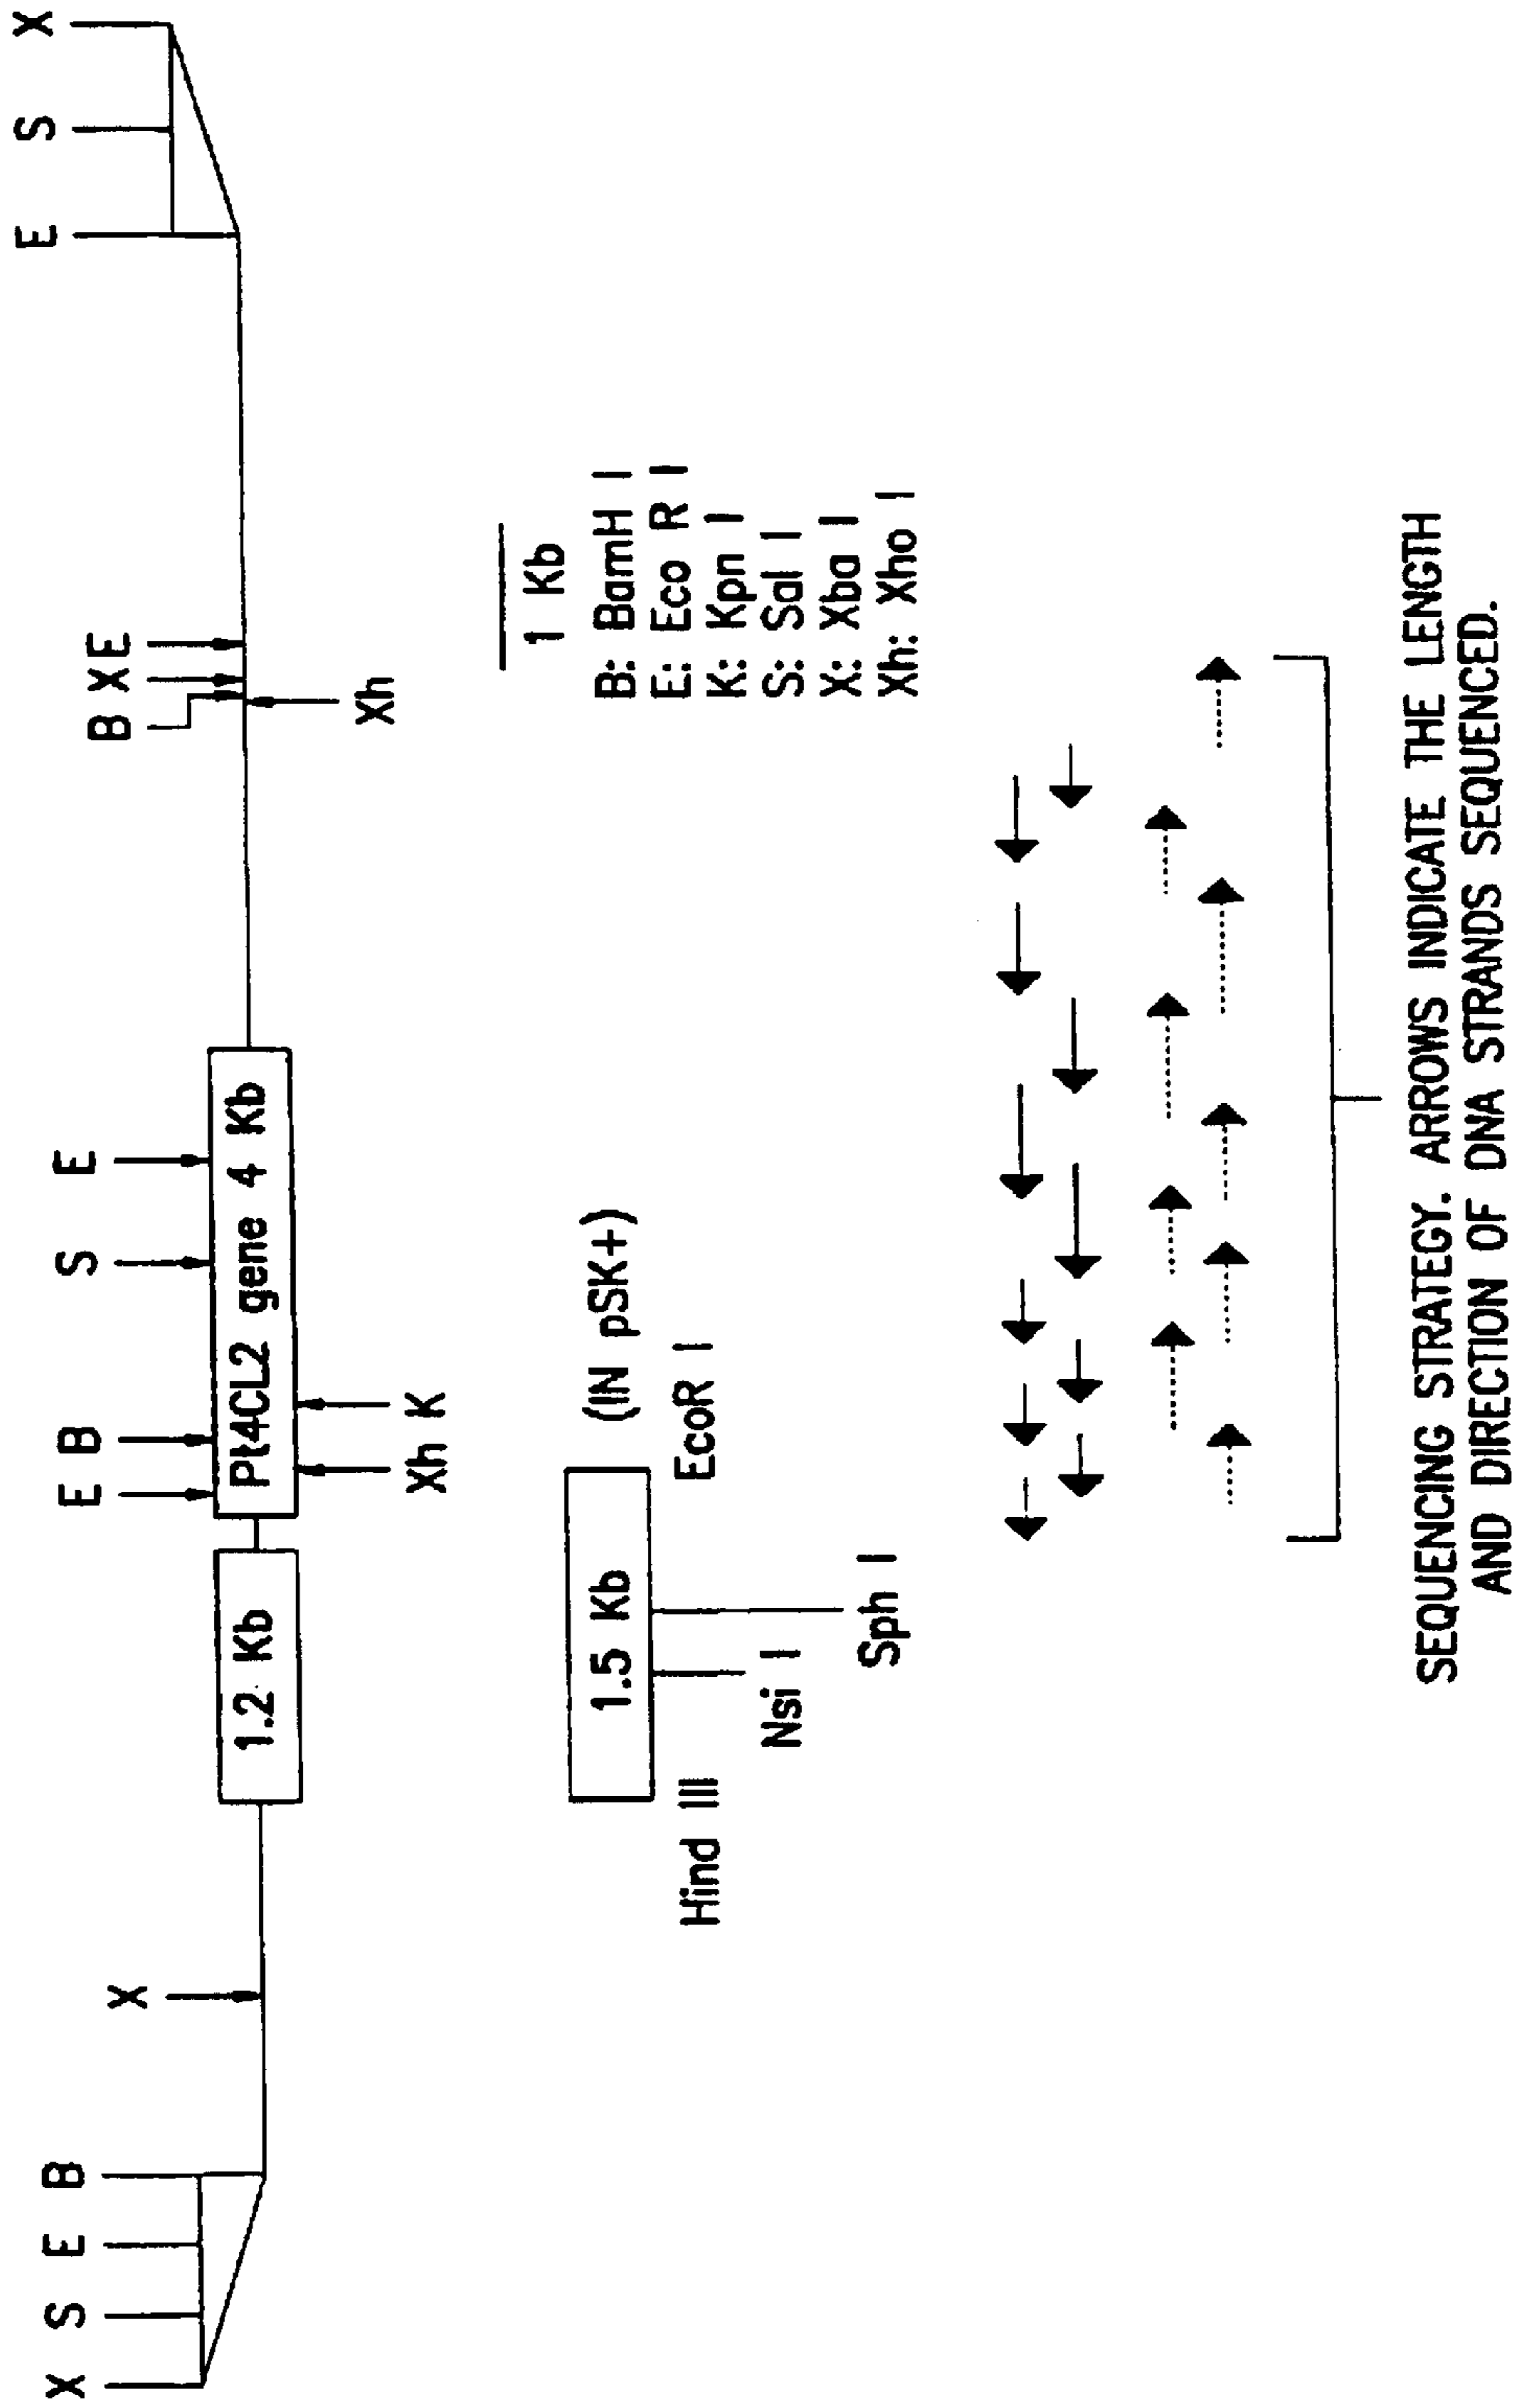 X S E B X E B S E B X E E S X
1.2 Kb
Pt4CL2 gene 4 Kb
Xh K
Xh
1.5 Kb
(IN pSK+)
Hind III
EcoR I
Nsi I
Sph I
1 Kb
B: BamH I
E: Eco R I
K: Kpn I
S: Sal I
X: Xba I
Xh: Xho I
SEQUENCING STRATEGY. ARROWS INDICATE THE LENGTH
AND DIRECTION OF DNA STRANDS SEQUENCED.